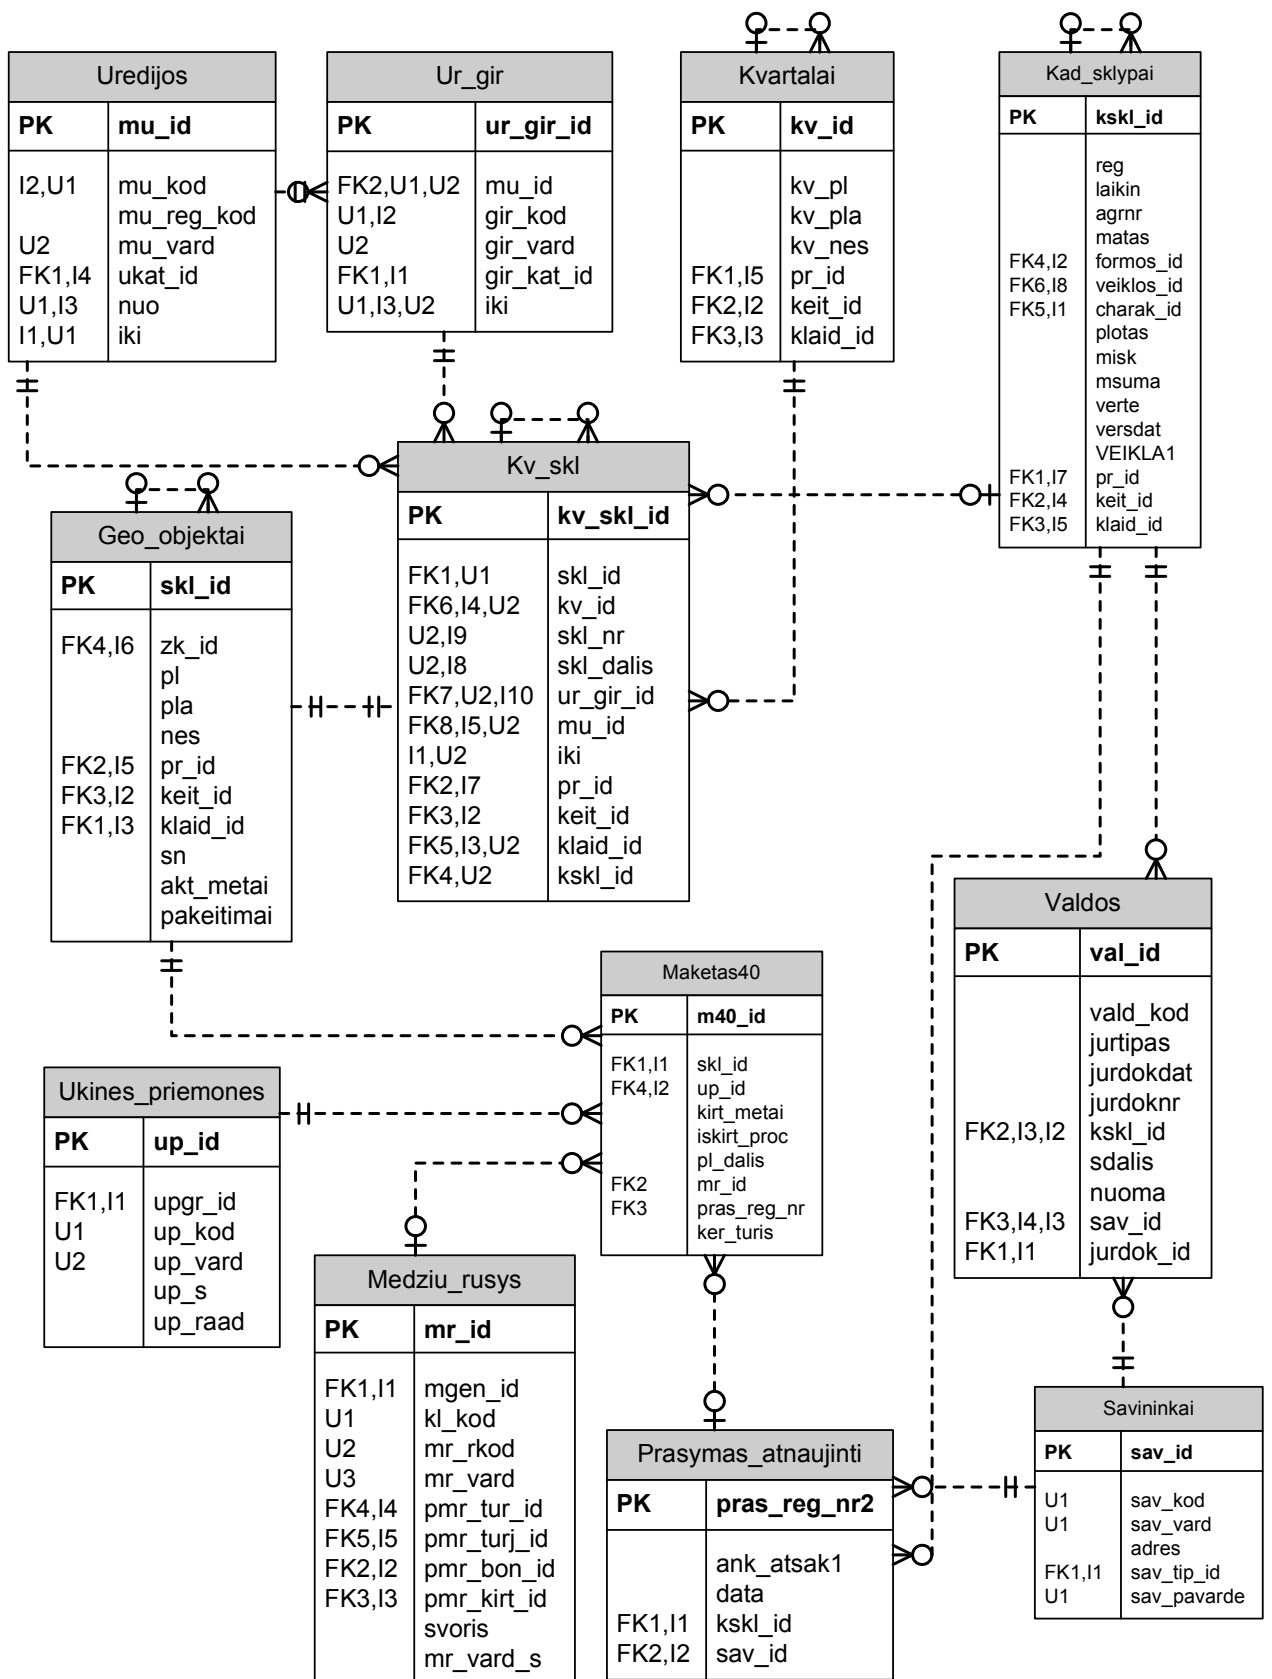 Uredijos
PK mu_id
I2,U1 mu_kod
mu_reg_kod
U2 mu_vard
FK1,I4 ukat_id
U1,I3 nuo
I1,U1 iki
Ur_gir
PK ur_gir_id
FK2,U1,U2 mu_id
U1,I2 gir_kod
U2 gir_vard
FK1,I1 gir_kat_id
U1,I3,U2 iki
Kvartalai
PK kv_id
kv_pl
kv_pla
kv_nes
FK1,I5 pr_id
FK2,I2 keit_id
FK3,I3 klaid_id
Kad_sklypai
PK kskl_id
reg
laikin
agrnr
matas
FK4,I2 formos_id
FK6,I8 veiklos_id
FK5,I1 charak_id
plotas
misk
msuma
verte
versdat
VEIKLA1
FK1,I7 pr_id
FK2,I4 keit_id
FK3,I5 klaid_id
Geo_objektai
PK skl_id
FK4,I6 zk_id
pl
pla
nes
FK2,I5 pr_id
FK3,I2 keit_id
FK1,I3 klaid_id
sn
akt_metai
pakeitimai
Kv_skl
PK kv_skl_id
FK1,U1 skl_id
FK6,I4,U2 kv_id
U2,I9 skl_nr
U2,I8 skl_dalis
FK7,U2,I10 ur_gir_id
FK8,I5,U2 mu_id
I1,U2 iki
FK2,I7 pr_id
FK3,I2 keit_id
FK5,I3,U2 klaid_id
FK4,U2 kskl_id
Valdos
PK val_id
vald_kod
jurtipas
jurdokdat
jurdoknr
FK2,I3,I2 kskl_id
sdalis
nuoma
FK3,I4,I3 sav_id
FK1,I1 jurdok_id
Maketas40
PK m40_id
FK1,I1 skl_id
FK4,I2 up_id
kirt_metai
iskirt_proc
pl_dalis
FK2 mr_id
FK3 pras_reg_nr
ker_turis
Ukines_priemones
PK up_id
FK1,I1 upgr_id
U1 up_kod
U2 up_vard
up_s
up_raad
Medziu_rusys
PK mr_id
FK1,I1 mgen_id
U1 kl_kod
U2 mr_rkod
U3 mr_vard
FK4,I4 pmr_tur_id
FK5,I5 pmr_turj_id
FK2,I2 pmr_bon_id
FK3,I3 pmr_kirt_id
svoris
mr_vard_s
Prasymas_atnaujinti
PK pras_reg_nr2
ank_atsak1
data
FK1,I1 kskl_id
FK2,I2 sav_id
Savininkai
PK sav_id
U1 sav_kod
U1 sav_vard
adres
FK1,I1 sav_tip_id
U1 sav_pavarde